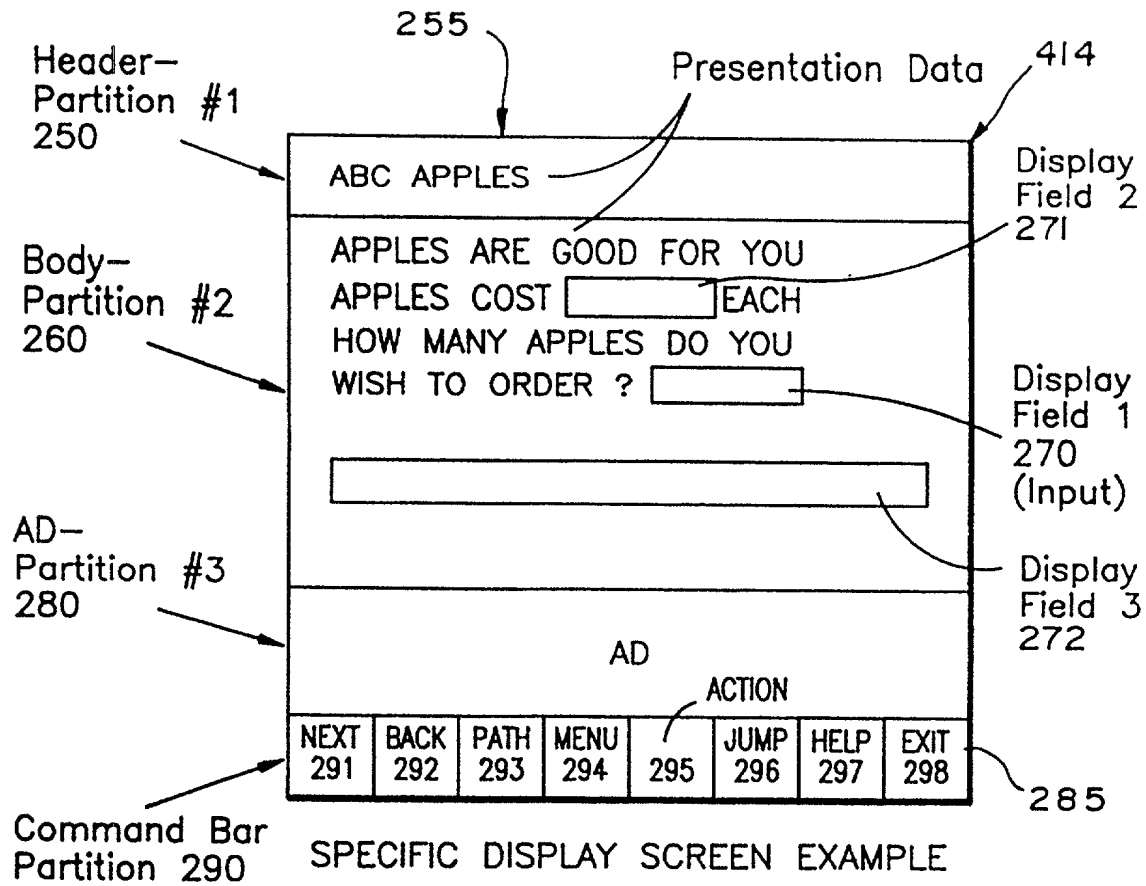 255
Header-
Partition #1
250
Presentation Data
414
ABC APPLES
Display
Field 2
271
Body-
Partition #2
260
APPLES ARE GOOD FOR YOU
APPLES COST EACH
HOW MANY APPLES DO YOU
WISH TO ORDER ?
Display
Field 1
270
(Input)
AD-
Partition #3
280
Display
Field 3
272
AD
ACTION
NEXT BACK PATH MENU JUMP HELP EXIT
291 292 293 294 295 296 297 298
285
Command Bar
Partition 290
SPECIFIC DISPLAY SCREEN EXAMPLE